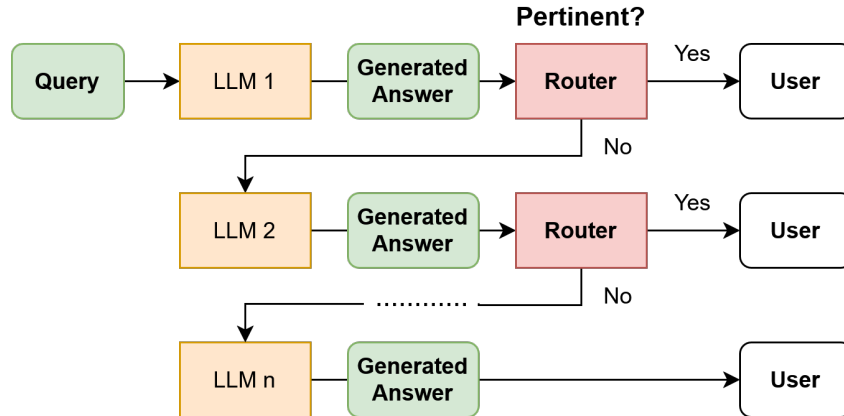 Pertinent?
Query
LLM 1
Generated
Answer
Router
Yes
User
No
LLM 2
Generated
Answer
Router
Yes
User
No
LLM n
Generated
Answer
User